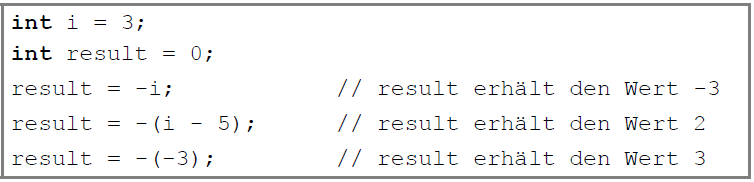 int i = 3;
int result = 0;
result = -i; // result erhält den Wert -3
result = -(i - 5); // result erhält den Wert 2
result = -(-3); // result erhält den Wert 3